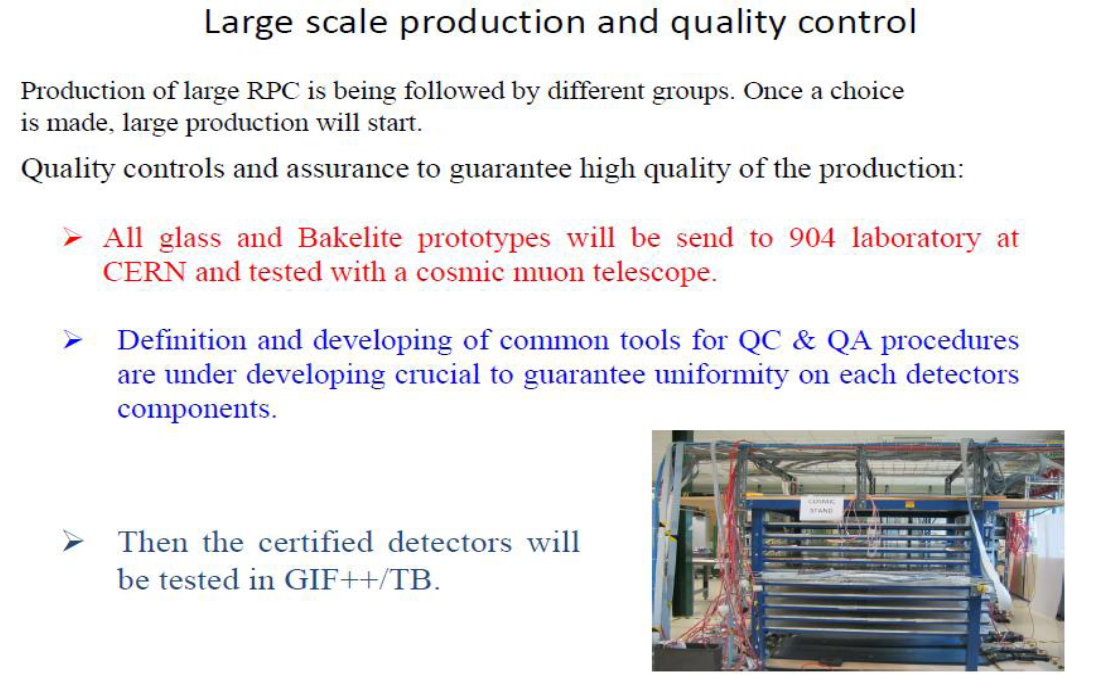 Large scale production and quality control
Production of large RPC is being followed by different groups. Once a choice
is made, large production will start.
Quality controls and assurance to guarantee high quality of the production:
➢ All glass and Bakelite prototypes will be send to 904 laboratory at
CERN and tested with a cosmic muon telescope.
➢ Definition and developing of common tools for QC & QA procedures
are under developing crucial to guarantee uniformity on each detectors
components.
➢ Then the certified detectors will
be tested in GIF++/TB.
COSMIC
STAND